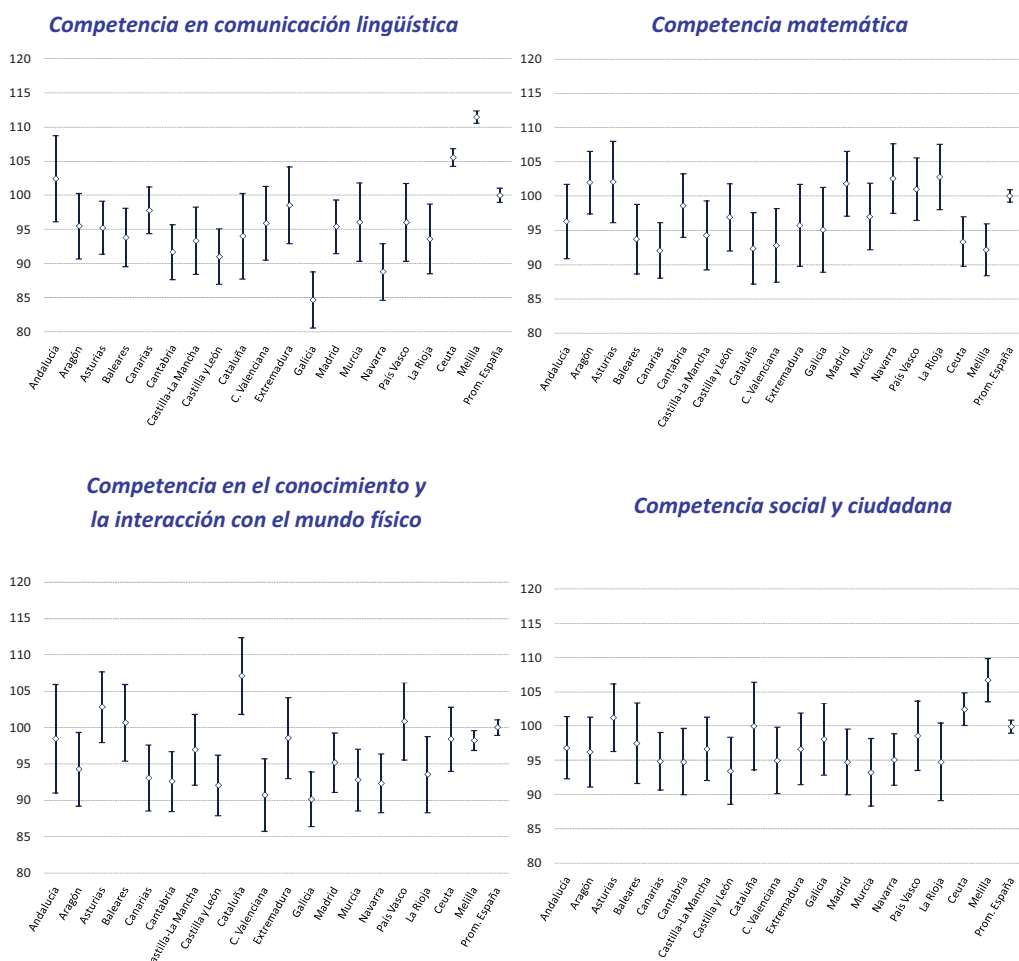 Competencia en comunicación lingüística
120
115
110
105
100
95
90
85
80
Andalucía
Aragón
Asturias
Baleares
Canarias
Cantabria
Castilla-La Mancha
Castilla y León
Cataluña
C. Valenciana
Extremadura
Galicia
Madrid
Murcia
Navarra
País Vasco
La Rioja
Ceuta
Melilla
Prom. España
Competencia matemática
120
115
110
105
100
95
90
85
80
Andalucía
Aragón
Asturias
Baleares
Canarias
Cantabria
Castilla-La Mancha
Castilla y León
Cataluña
C. Valenciana
Extremadura
Galicia
Madrid
Murcia
Navarra
País Vasco
La Rioja
Ceuta
Melilla
Prom. España
Competencia en el conocimiento y
la interacción con el mundo físico
120
115
110
105
100
95
90
85
80
Andalucía
Aragón
Asturias
Baleares
Canarias
Cantabria
Castilla-La Mancha
Castilla y León
Cataluña
C. Valenciana
Extremadura
Galicia
Madrid
Murcia
Navarra
País Vasco
La Rioja
Ceuta
Melilla
Prom. España
Competencia social y ciudadana
120
115
110
105
100
95
90
85
80
Andalucía
Aragón
Asturias
Baleares
Canarias
Cantabria
Castilla-La Mancha
Castilla y León
Cataluña
C. Valenciana
Extremadura
Galicia
Madrid
Murcia
Navarra
País Vasco
La Rioja
Ceuta
Melilla
Prom. España